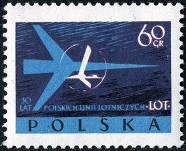 60
GR
30
LAT
POLSKICH LINII LOTNICZYCH "LOT"
POLSKA